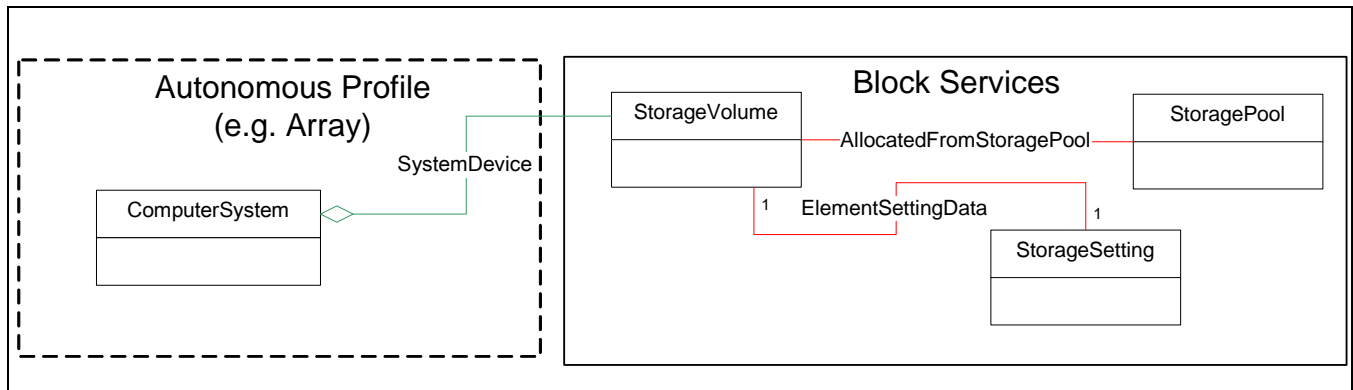 Autonomous Profile
(e.g. Array)
Block Services
StorageVolume
StoragePool
AllocatedFromStoragePool
SystemDevice
ComputerSystem
1
ElementSettingData
1
StorageSetting